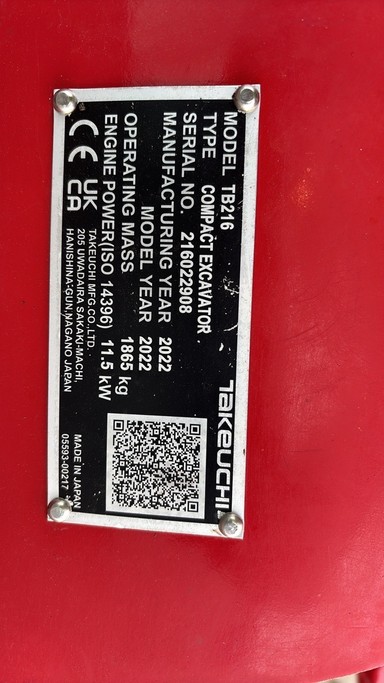 TAKEUCHI
MODEL TB216
TYPE COMPACT EXCAVATOR
SERIAL NO. 216022908
MANUFACTURING YEAR 2022
MODEL YEAR 2022
OPERATING MASS 1865 kg
ENGINE POWER(ISO 14396) 11.5 kW
CE UK CA
TAKEUCHI MFG.CO.,LTD.
205 UWADAIRA SAKAKI-MACHI,
HANISHINA-GUN,NAGANO JAPAN
MADE IN JAPAN
05593-00217